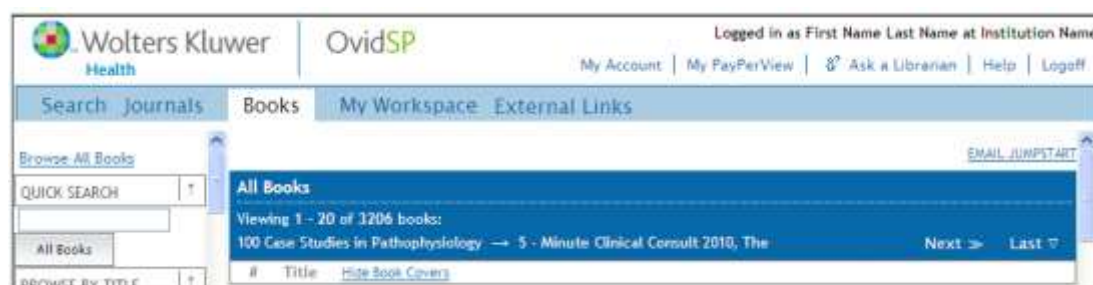 Wolters Kluwer
Health
OvidSP
Logged in as First Name Last Name at Institution Name
My Account | My PayPerView | Ask a Librarian | Help | Logoff
Search Journals Books My Workspace External Links
Browse All Books
EMAIL JUMPSTART
QUICK SEARCH
All Books
All Books
Viewing 1 - 20 of 3206 books:
100 Case Studies in Pathophysiology → 5 - Minute Clinical Consult 2010, The
Next ≫ Last ▽
# Title Hide Book Covers
BROWSE BY TITLE